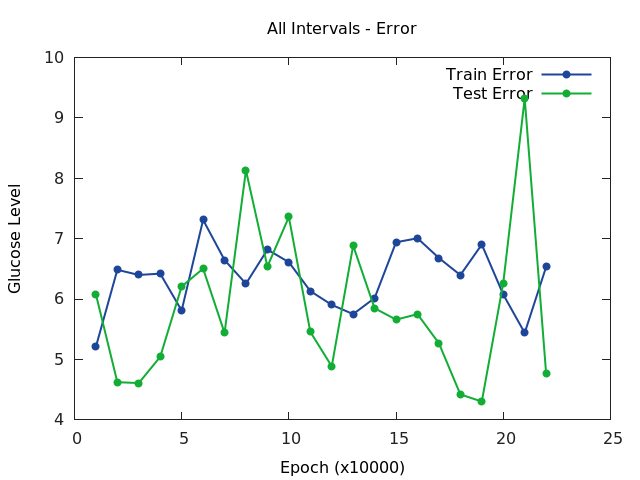 All Intervals - Error
Train Error
Test Error
Glucose Level
10
9
8
7
6
5
4
0 5 10 15 20 25
Epoch (x10000)